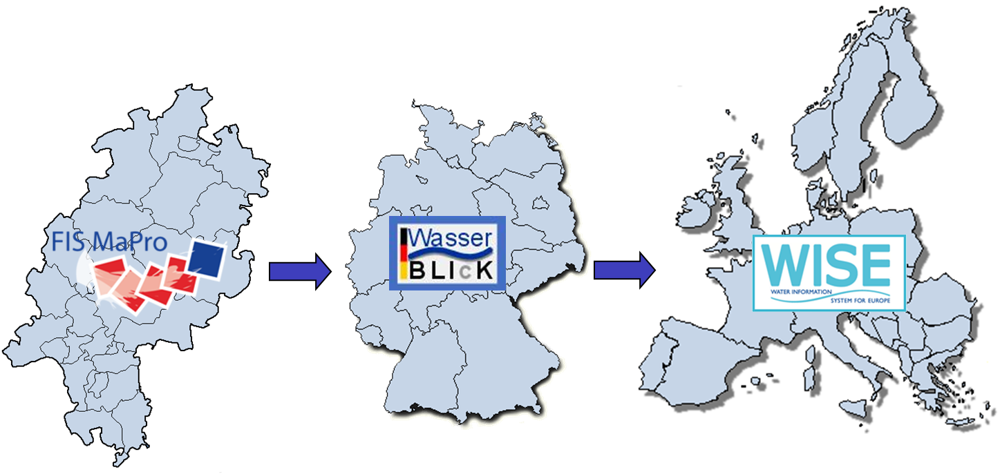 FIS MaPro
Wasser
BLIcK
WISE
WATER INFORMATION
SYSTEM FOR EUROPE